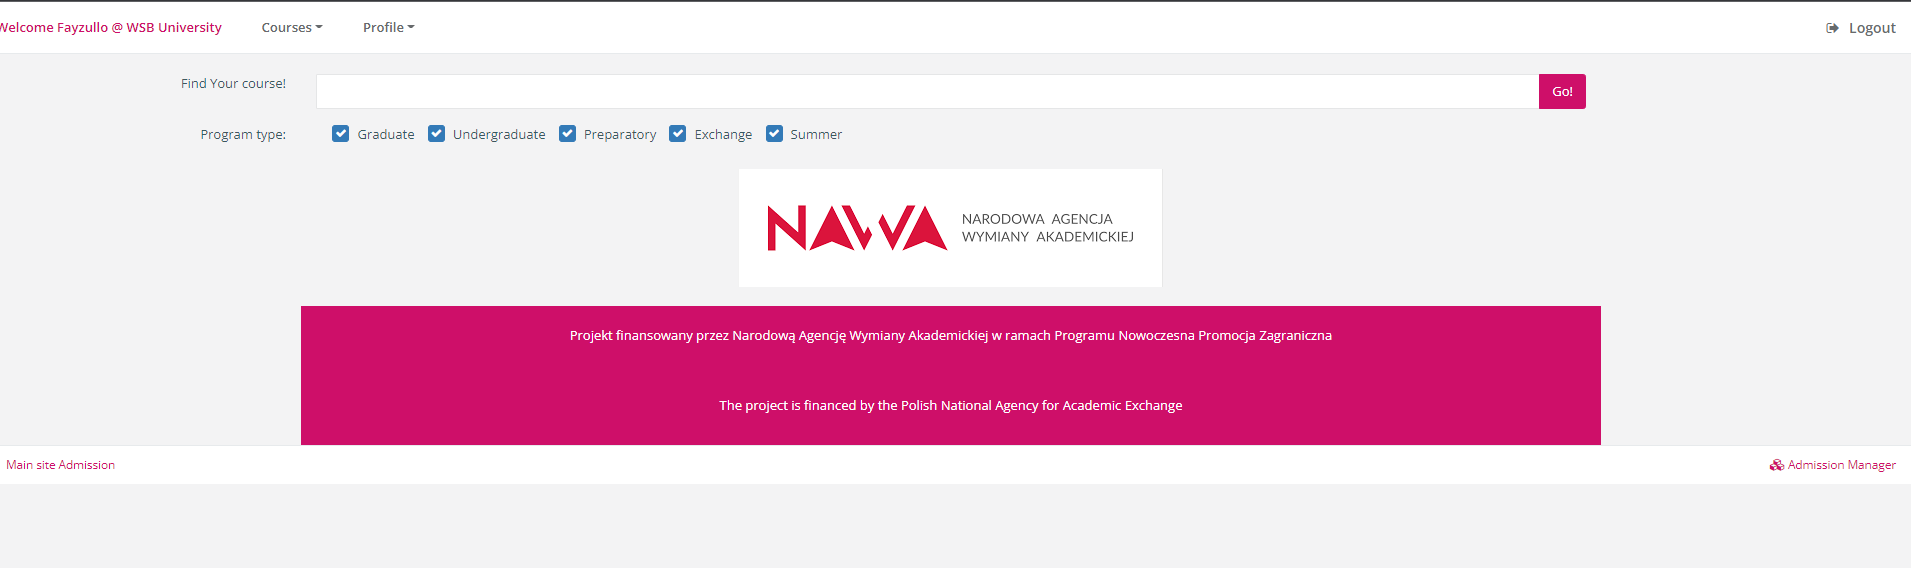 Welcome Fayzullo @ WSB University Courses Profile Logout
Find Your course! Go!
Program type: Graduate Undergraduate Preparatory Exchange Summer
NAWA NARODOWA AGENCJA
WYMIANY AKADEMICKIEJ
Projekt finansowany przez Narodową Agencję Wymiany Akademickiej w ramach Programu Nowoczesna Promocja Zagraniczna
The project is financed by the Polish National Agency for Academic Exchange
Main site Admission Admission Manager